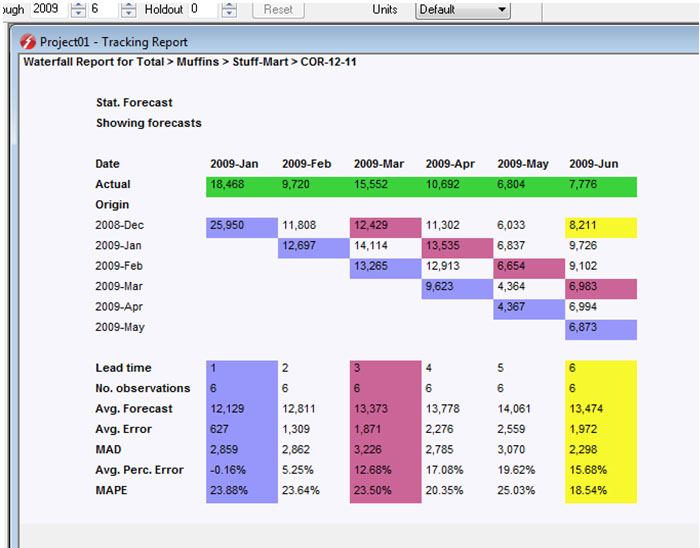 ough 2009 6 Holdout 0 Reset Units Default
Project01 - Tracking Report
Waterfall Report for Total > Muffins > Stuff-Mart > COR-12-11
Stat. Forecast
Showing forecasts
Date 2009-Jan 2009-Feb 2009-Mar 2009-Apr 2009-May 2009-Jun
Actual 18,468 9,720 15,552 10,692 6,804 7,776
Origin
2008-Dec 25,950 11,808 12,429 11,302 6,033 8,211
2009-Jan 12,697 14,114 13,535 6,837 9,726
2009-Feb 13,265 12,913 6,654 9,102
2009-Mar 9,623 4,364 6,983
2009-Apr 4,367 6,994
2009-May 6,873
Lead time 1 2 3 4 5 6
No. observations 6 6 6 6 6 6
Avg. Forecast 12,129 12,811 13,373 13,778 14,061 13,474
Avg. Error 627 1,309 1,871 2,276 2,559 1,972
MAD 2,859 2,862 3,226 2,785 3,070 2,298
Avg. Perc. Error -0.16% 5.25% 12.68% 17.08% 19.62% 15.68%
MAPE 23.88% 23.64% 23.50% 20.35% 25.03% 18.54%